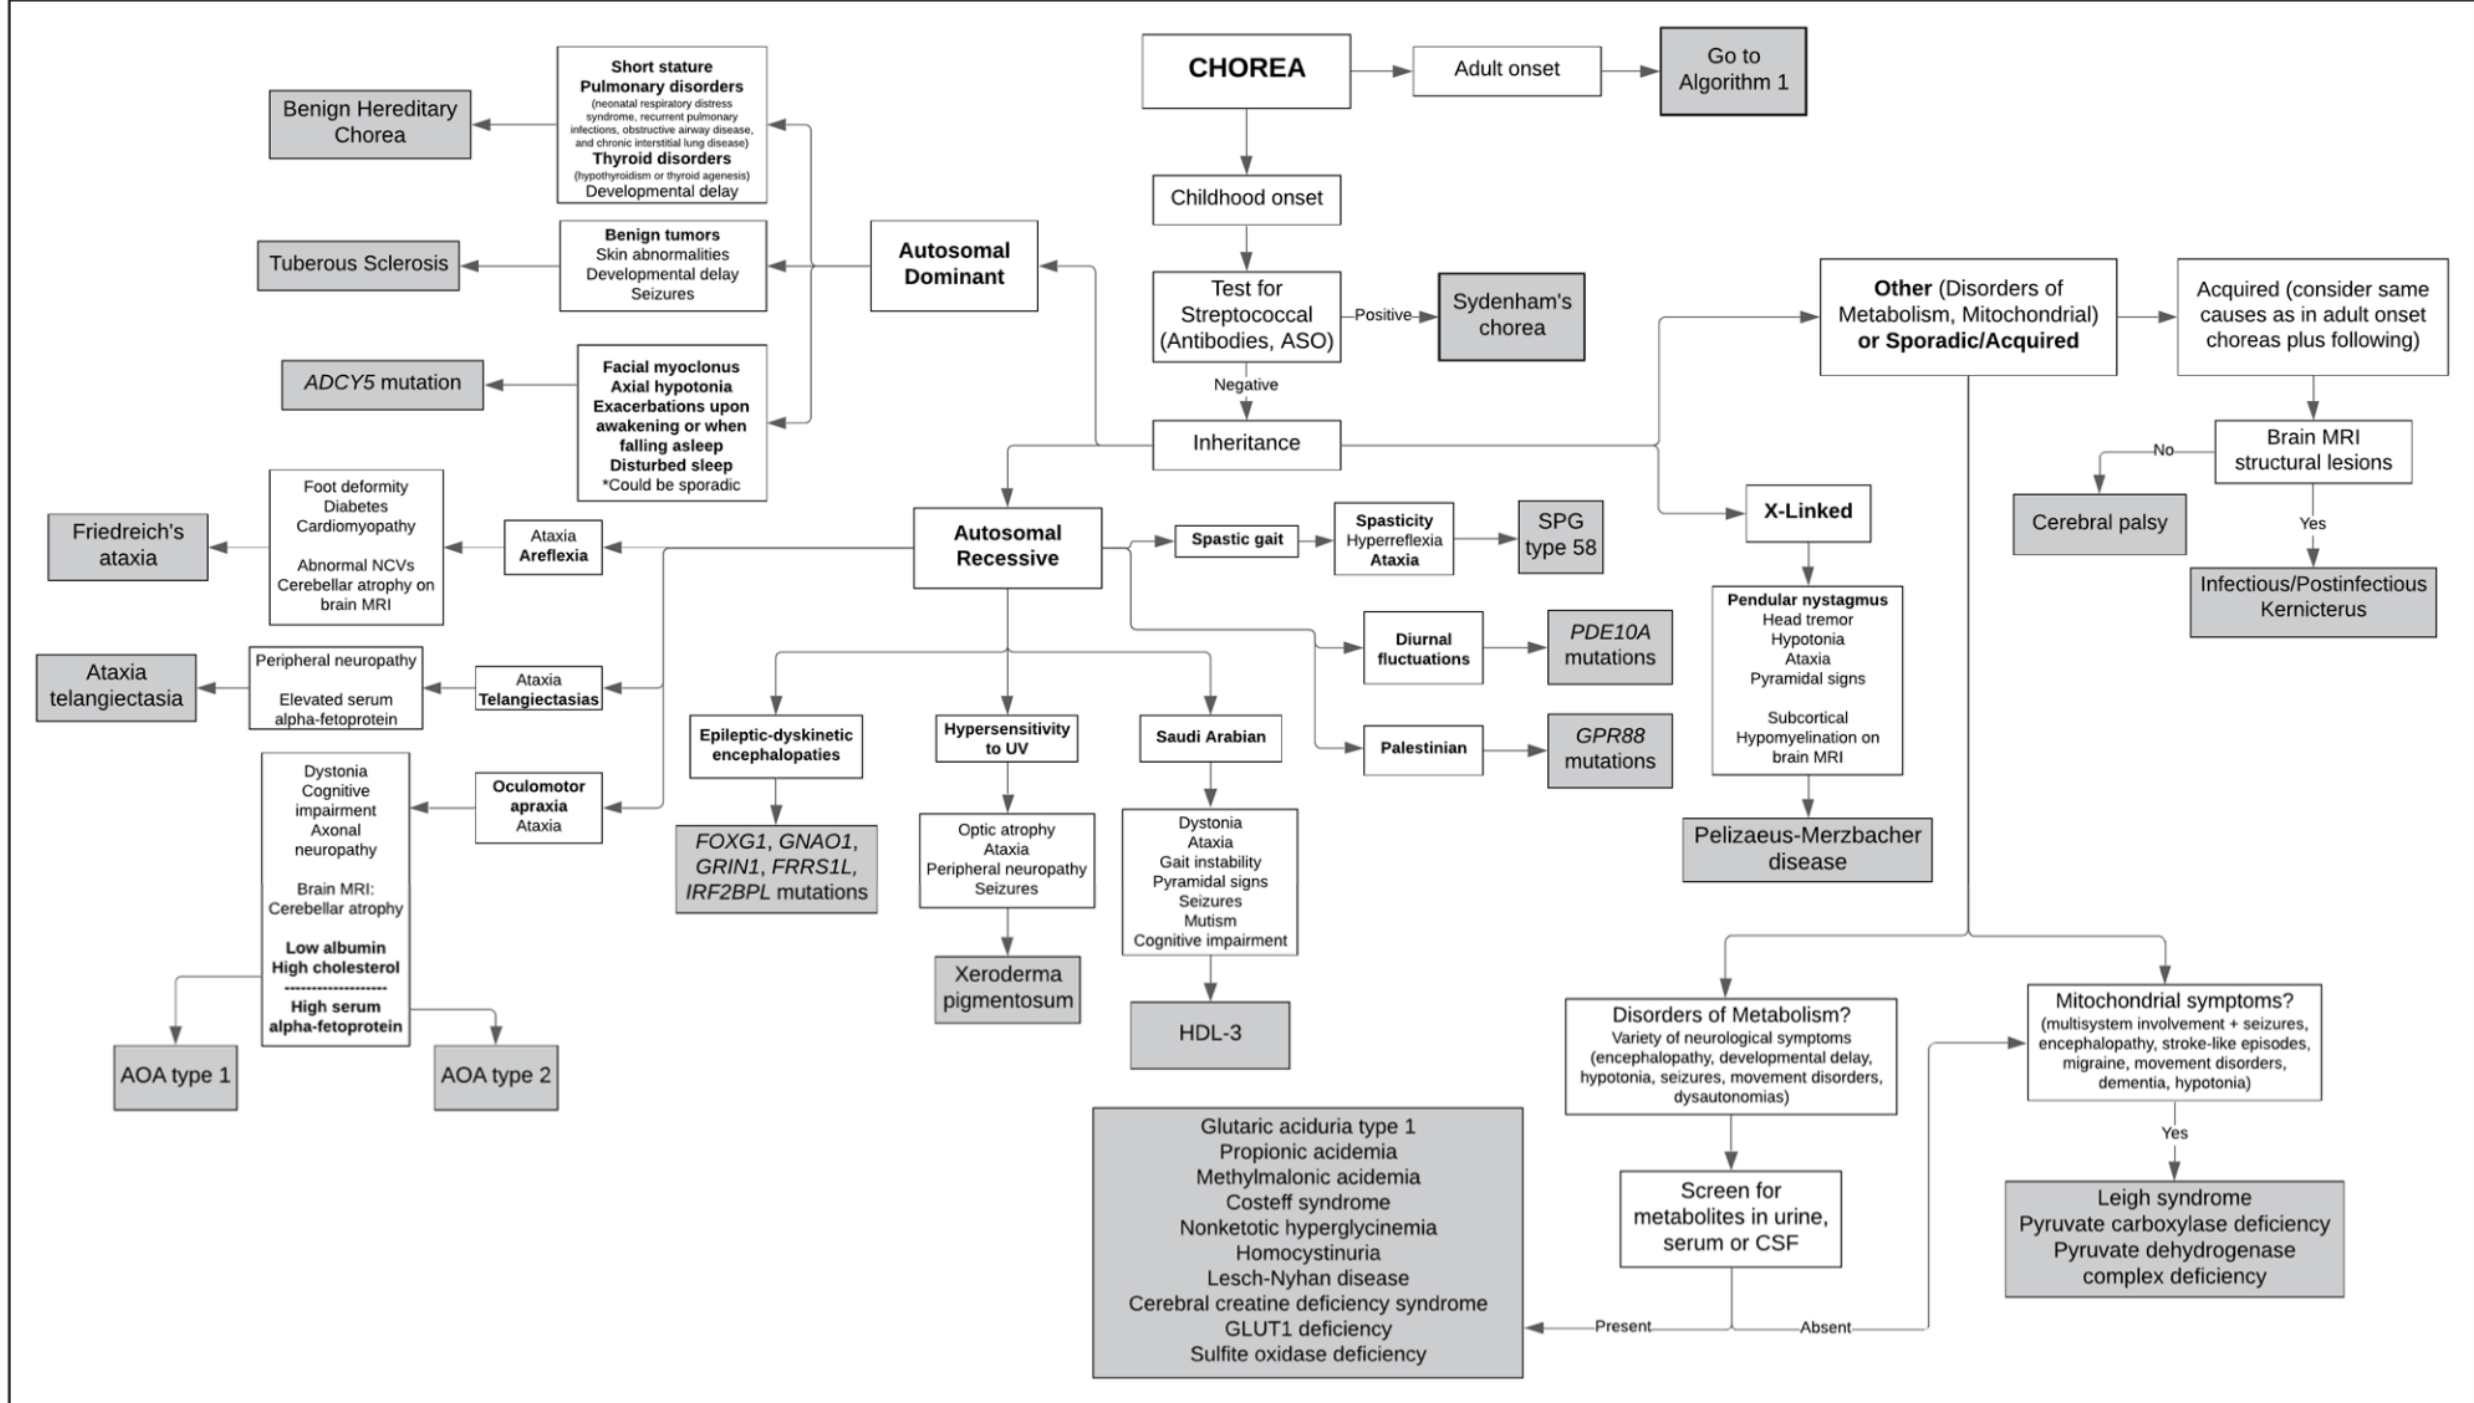 CHOREA
Adult onset
Go to
Algorithm 1
Childhood onset
Test for
Streptococcal
(Antibodies, ASO)
Positive
Sydenham's
chorea
Negative
Inheritance
Autosomal
Dominant
Short stature
Pulmonary disorders
(neonatal respiratory distress
syndrome, recurrent pulmonary
infections, obstructive airway disease,
and chronic interstitial lung disease)
Thyroid disorders
(hypothyroidism or thyroid agenesis)
Developmental delay
Benign Hereditary
Chorea
Benign tumors
Skin abnormalities
Developmental delay
Seizures
Tuberous Sclerosis
Facial myoclonus
Axial hypotonia
Exacerbations upon
awakening or when
falling asleep
Disturbed sleep
*Could be sporadic
ADCY5 mutation
Autosomal
Recessive
Ataxia
Areflexia
Foot deformity
Diabetes
Cardiomyopathy
Abnormal NCVs
Cerebellar atrophy on
brain MRI
Friedreich's
ataxia
Ataxia
Telangiectasias
Peripheral neuropathy
Elevated serum
alpha-fetoprotein
Ataxia
telangiectasia
Oculomotor
apraxia
Ataxia
Dystonia
Cognitive
impairment
Axonal
neuropathy
Brain MRI:
Cerebellar atrophy
Low albumin
High cholesterol
--------------------
High serum
alpha-fetoprotein
AOA type 1
AOA type 2
Epileptic-dyskinetic
encephalopaties
FOXG1, GNAO1,
GRIN1, FRRS1L,
IRF2BPL mutations
Hypersensitivity
to UV
Optic atrophy
Ataxia
Peripheral neuropathy
Seizures
Xeroderma
pigmentosum
Saudi Arabian
Dystonia
Ataxia
Gait instability
Pyramidal signs
Seizures
Mutism
Cognitive impairment
HDL-3
Spastic gait
Spasticity
Hyperreflexia
Ataxia
SPG
type 58
Diurnal
fluctuations
PDE10A
mutations
Palestinian
GPR88
mutations
X-Linked
Pendular nystagmus
Head tremor
Hypotonia
Ataxia
Pyramidal signs
Subcortical
Hypomyelination on
brain MRI
Pelizaeus-Merzbacher
disease
Other (Disorders of
Metabolism, Mitochondrial)
or Sporadic/Acquired
Acquired (consider same
causes as in adult onset
choreas plus following)
Brain MRI
structural lesions
No
Cerebral palsy
Yes
Infectious/Postinfectious
Kernicterus
Disorders of Metabolism?
Variety of neurological symptoms
(encephalopathy, developmental delay,
hypotonia, seizures, movement disorders,
dysautonomias)
Screen for
metabolites in urine,
serum or CSF
Present
Absent
Glutaric aciduria type 1
Propionic acidemia
Methylmalonic acidemia
Costeff syndrome
Nonketotic hyperglycinemia
Homocystinuria
Lesch-Nyhan disease
Cerebral creatine deficiency syndrome
GLUT1 deficiency
Sulfite oxidase deficiency
Mitochondrial symptoms?
(multisystem involvement + seizures,
encephalopathy, stroke-like episodes,
migraine, movement disorders,
dementia, hypotonia)
Yes
Leigh syndrome
Pyruvate carboxylase deficiency
Pyruvate dehydrogenase
complex deficiency